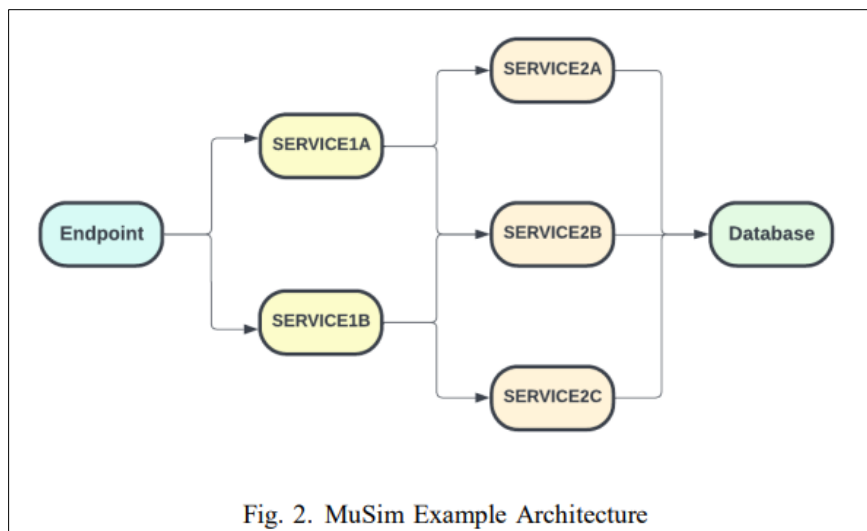 SERVICE2A
SERVICE1A
Endpoint
SERVICE2B
Database
SERVICE1B
SERVICE2C
Fig. 2. MuSim Example Architecture